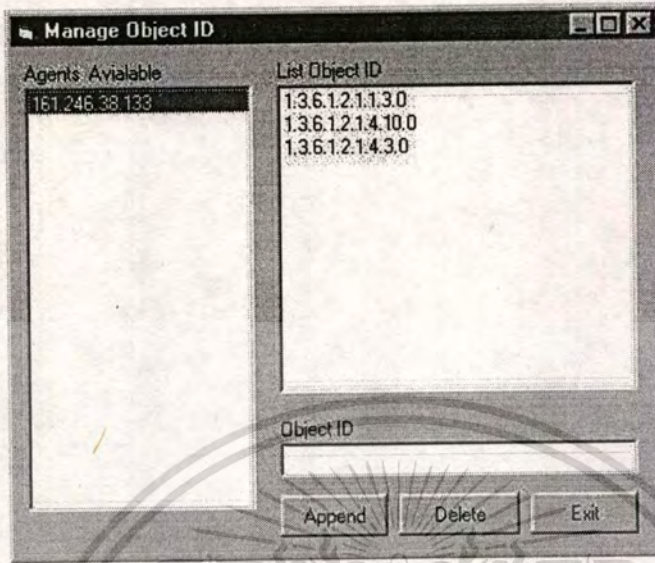 Manage Object ID
Agents Avialable
161.246.38.133
List Object ID
1.3.6.1.2.1.1.3.0
1.3.6.1.2.1.4.10.0
1.3.6.1.2.1.4.3.0
Object ID
Append
Delete
Exit